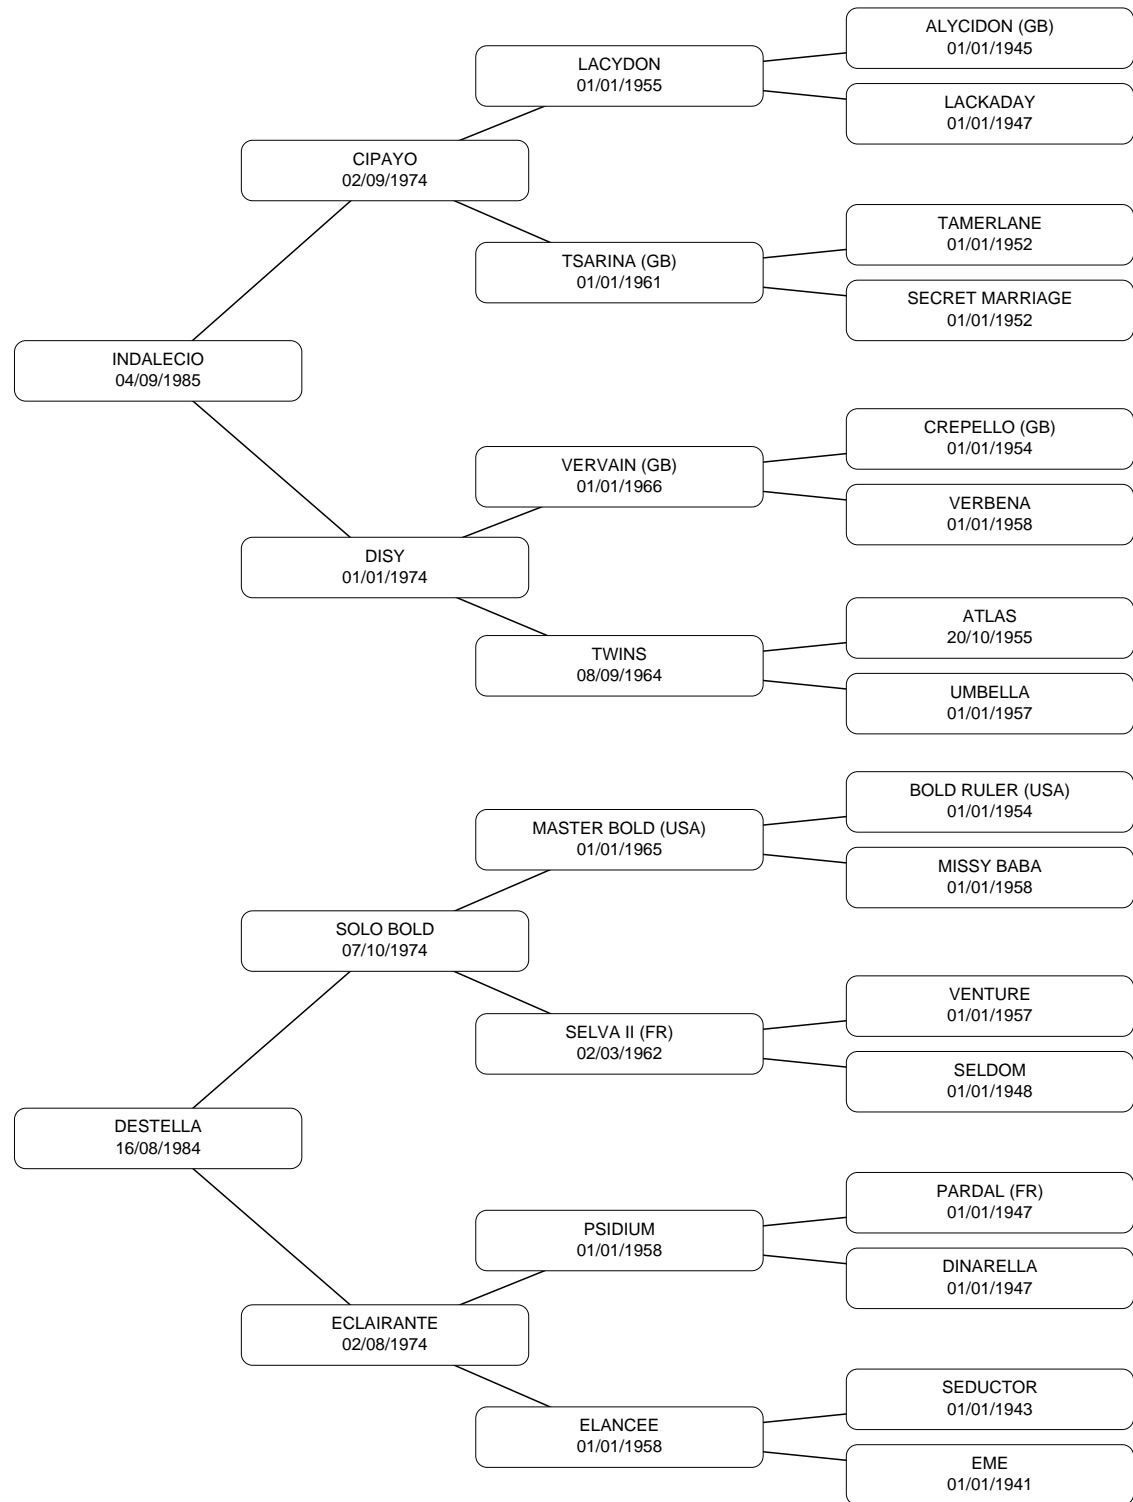 ALYCIDON (GB)
01/01/1945
LACYDON
01/01/1955
LACKADAY
01/01/1947
CIPAYO
02/09/1974
TAMERLANE
01/01/1952
TSARINA (GB)
01/01/1961
SECRET MARRIAGE
01/01/1952
INDALECIO
04/09/1985
CREPELLO (GB)
01/01/1954
VERVAIN (GB)
01/01/1966
VERBENA
01/01/1958
DISY
01/01/1974
ATLAS
20/10/1955
TWINS
08/09/1964
UMBELLA
01/01/1957
BOLD RULER (USA)
01/01/1954
MASTER BOLD (USA)
01/01/1965
MISSY BABA
01/01/1958
SOLO BOLD
07/10/1974
VENTURE
01/01/1957
SELVA II (FR)
02/03/1962
SELDOM
01/01/1948
DESTELLA
16/08/1984
PARDAL (FR)
01/01/1947
PSIDIUM
01/01/1958
DINARELLA
01/01/1947
ECLAIRANTE
02/08/1974
SEDUCTOR
01/01/1943
ELANCEE
01/01/1958
EME
01/01/1941